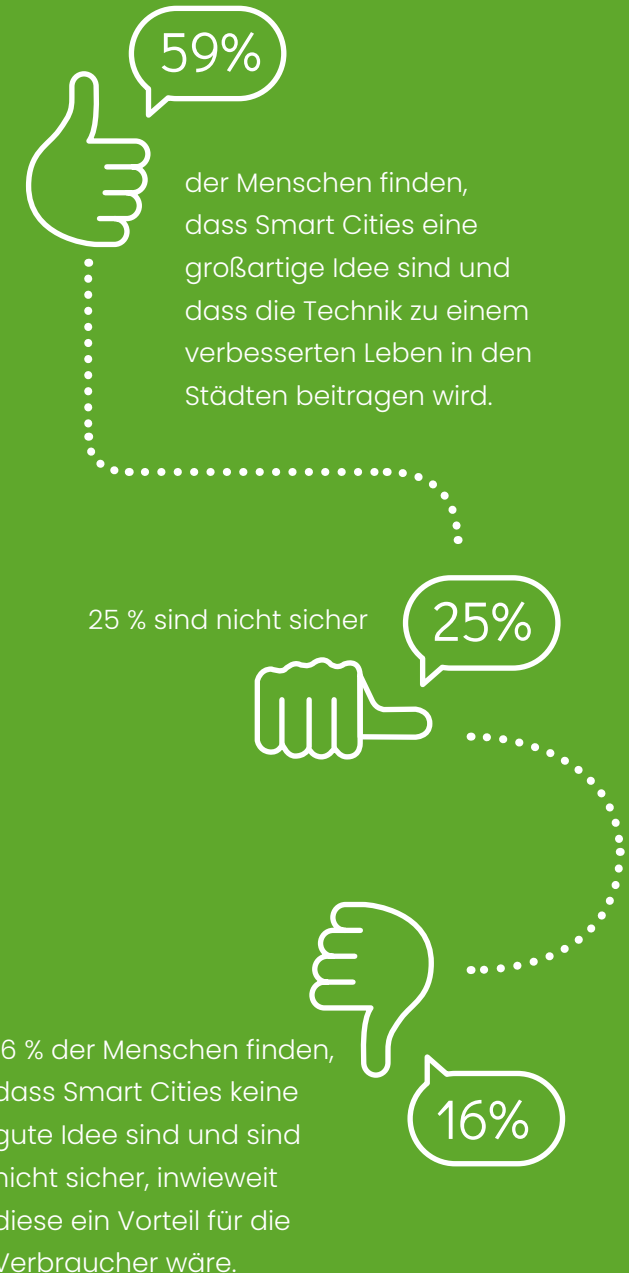 59%
der Menschen finden,
dass Smart Cities eine
großartige Idee sind und
dass die Technik zu einem
verbesserten Leben in den
Städten beitragen wird.
25 % sind nicht sicher
25%
6 % der Menschen finden,
dass Smart Cities keine
gute Idee sind und sind
nicht sicher, inwieweit
diese ein Vorteil für die
Verbraucher wäre.
16%